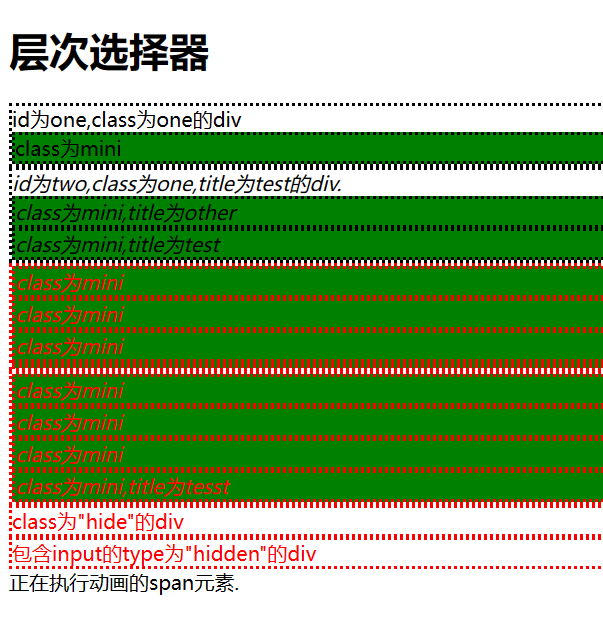 层次选择器
id为one,class为one的div
class为mini
id为two,class为one,title为test的div.
class为mini,title为other
class为mini,title为test
class为mini
class为mini
class为mini
class为mini
class为mini
class为mini
class为mini,title为tesst
class为"hide"的div
包含input的type为"hidden"的div
正在执行动画的span元素.